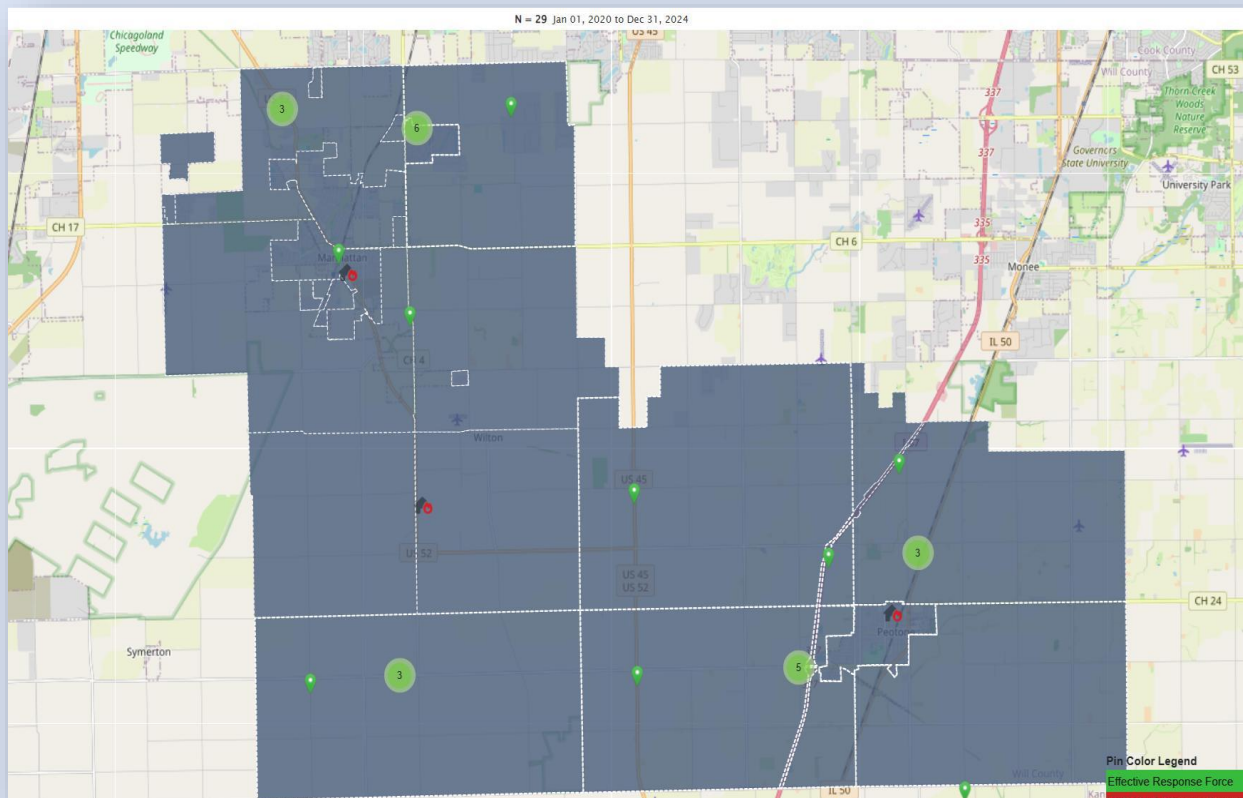 N = 29 Jan 01, 2020 to Dec 31, 2024
Chicagoland
Speedway
US 45
Cook County
Will County
CH 53
337
Thorn Creek
Woods
Nature
Reserve
3
6
337
Governors
State University
University Park
CH 17
335
CH 6
335
Manhattan
Monee
IL 50
CH 4
Wilton
US 45
US 52
3
US 45
US 52
CH 24
Peotone
Symerton
3
5
Pin Color Legend
Will County
Effective Response Force
IL 50